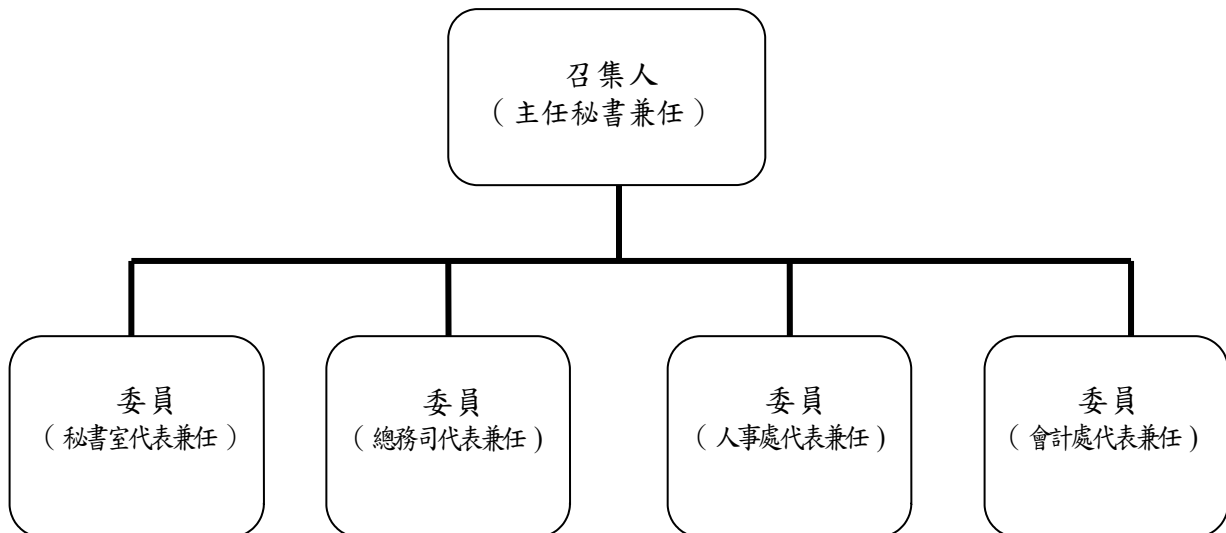 召集人
（主任秘書兼任）
委員
（秘書室代表兼任）
委員
（總務司代表兼任）
委員
（人事處代表兼任）
委員
（會計處代表兼任）